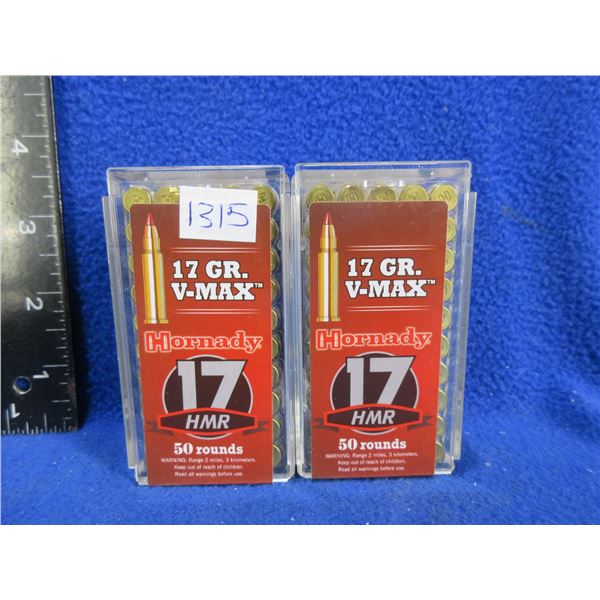 4
3
2
1
1315
17 GR.
V-MAX™
Hornady
17
HMR
50 rounds
WARNING: Range 2 miles, 3 kilometers.
Keep out of reach of children.
Read all warnings before use.
17 GR.
V-MAX™
Hornady
17
HMR
50 rounds
WARNING: Range 2 miles, 3 kilometers.
Keep out of reach of children.
Read all warnings before use.